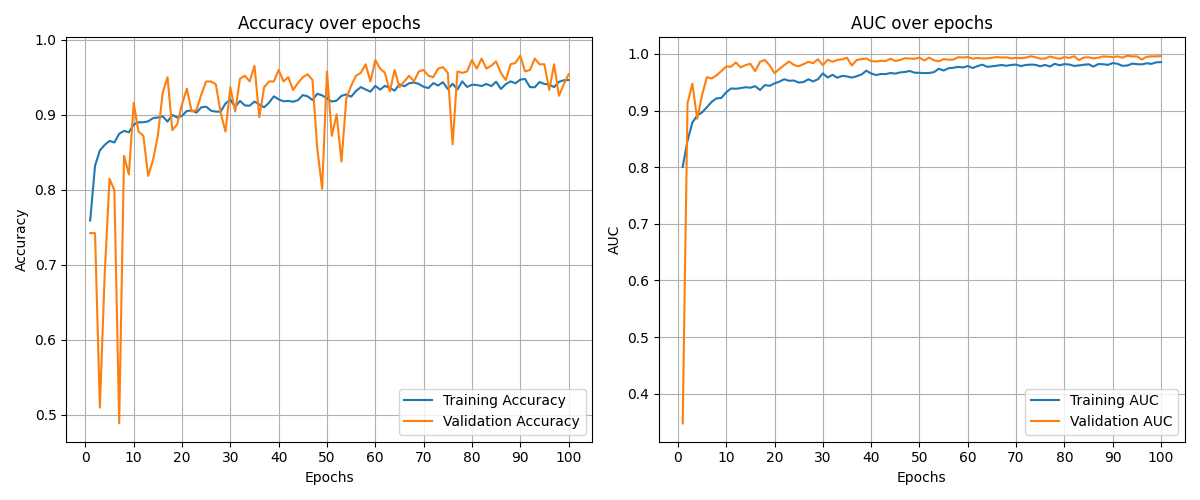 Accuracy over epochs
1.0
0.9
0.8
0.7
0.6
0.5
Accuracy
0 10 20 30 40 50 60 70 80 90 100
Epochs
Training Accuracy
Validation Accuracy
AUC over epochs
1.0
0.9
0.8
0.7
0.6
0.5
0.4
AUC
0 10 20 30 40 50 60 70 80 90 100
Epochs
Training AUC
Validation AUC